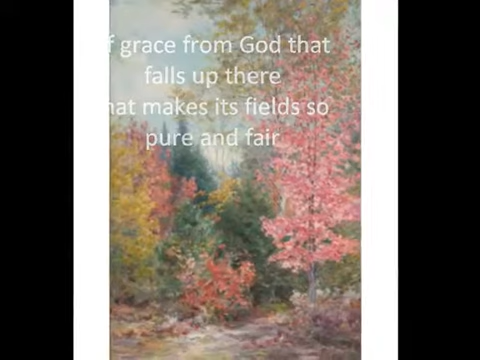 f grace from God that
falls up there
hat makes its fields so
pure and fair